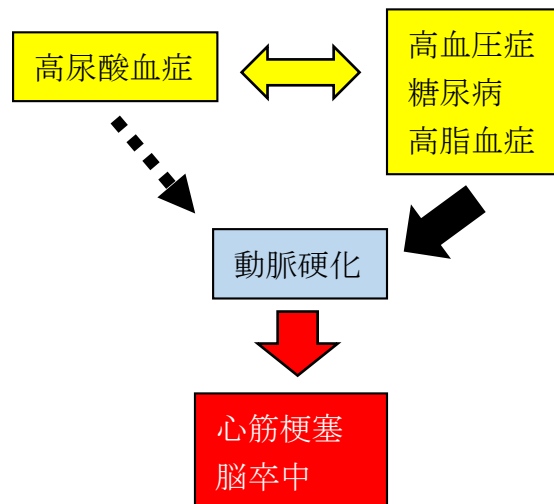 高尿酸血症
高血圧症
糖尿病
高脂血症
動脈硬化
心筋梗塞
脳卒中